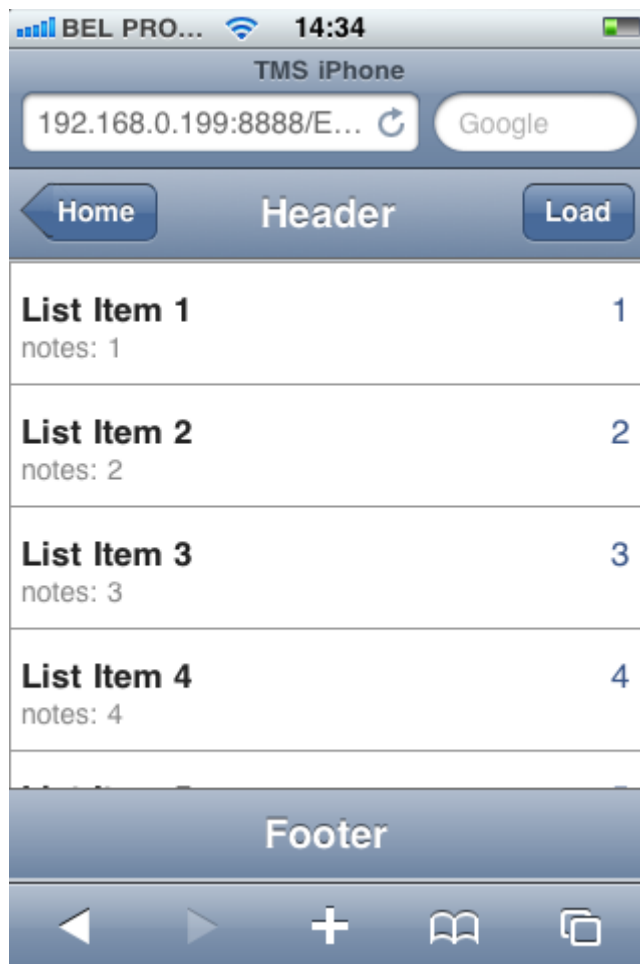 BEL PRO... 14:34
TMS iPhone
192.168.0.199:8888/E... Google
Home Header Load
List Item 1 1
notes: 1
List Item 2 2
notes: 2
List Item 3 3
notes: 3
List Item 4 4
notes: 4
Footer